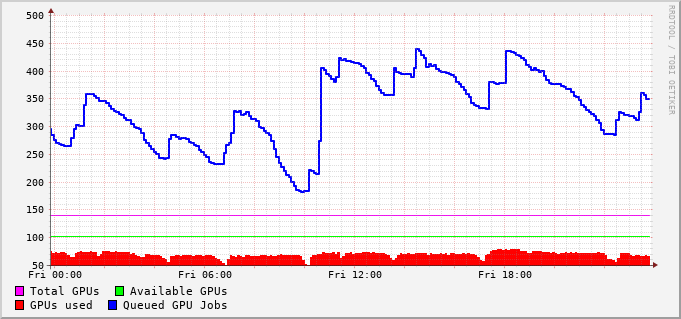 RRDTOOL / TOBI OETIKER
500
450
400
350
300
250
200
150
100
50
Fri 00:00 Fri 06:00 Fri 12:00 Fri 18:00
Total GPUs Available GPUs
GPUs used Queued GPU Jobs